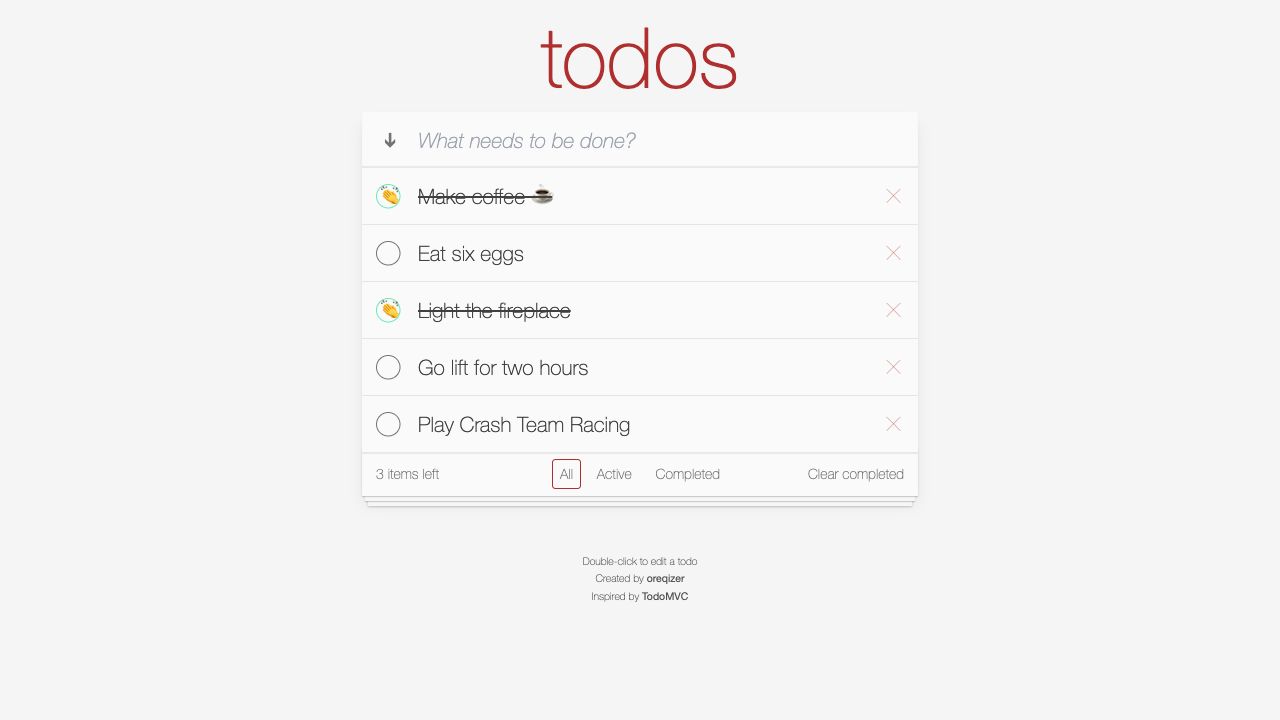 todos
What needs to be done?
Make coffee ☕
Eat six eggs
Light the fireplace
Go lift for two hours
Play Crash Team Racing
3 items left All Active Completed Clear completed
Double-click to edit a todo
Created by oreqizer
Inspired by TodoMVC